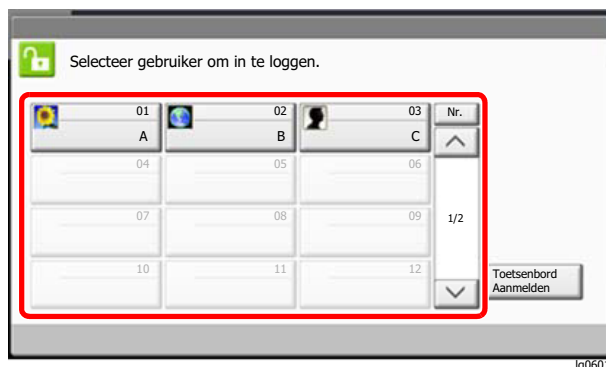 Selecteer gebruiker om in te loggen.
01 02 03 Nr.
A B C
04 05 06
07 08 09 1/2
10 11 12
Toetsenbord
Aanmelden